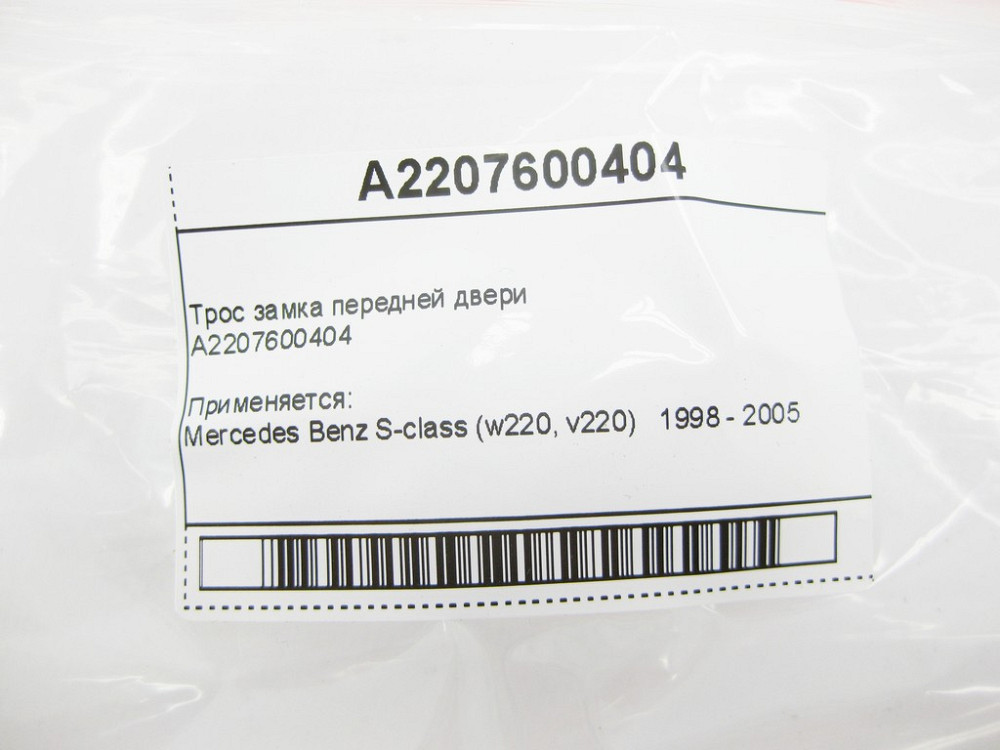 A2207600404
Трос замка передней двери
A2207600404
Применяется:
Mercedes Benz S-class (w220, v220) 1998 - 2005